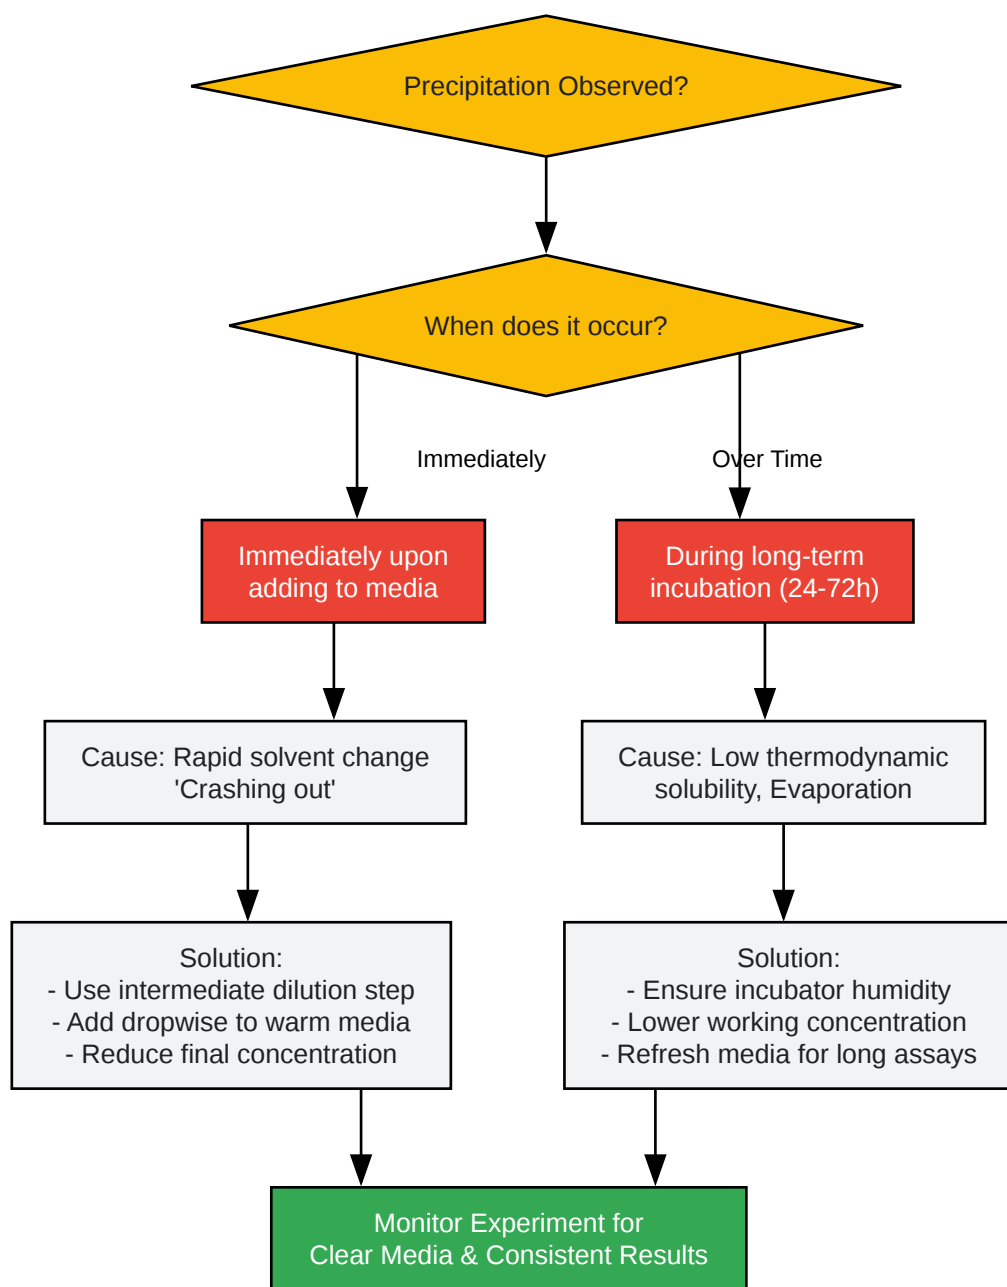 Precipitation Observed?
When does it occur?
Immediately
Over Time
Immediately upon
adding to media
During long-term
incubation (24-72h)
Cause: Rapid solvent change
'Crashing out'
Cause: Low thermodynamic
solubility, Evaporation
Solution:
- Use intermediate dilution step
- Add dropwise to warm media
- Reduce final concentration
Solution:
- Ensure incubator humidity
- Lower working concentration
- Refresh media for long assays
Monitor Experiment for
Clear Media & Consistent Results